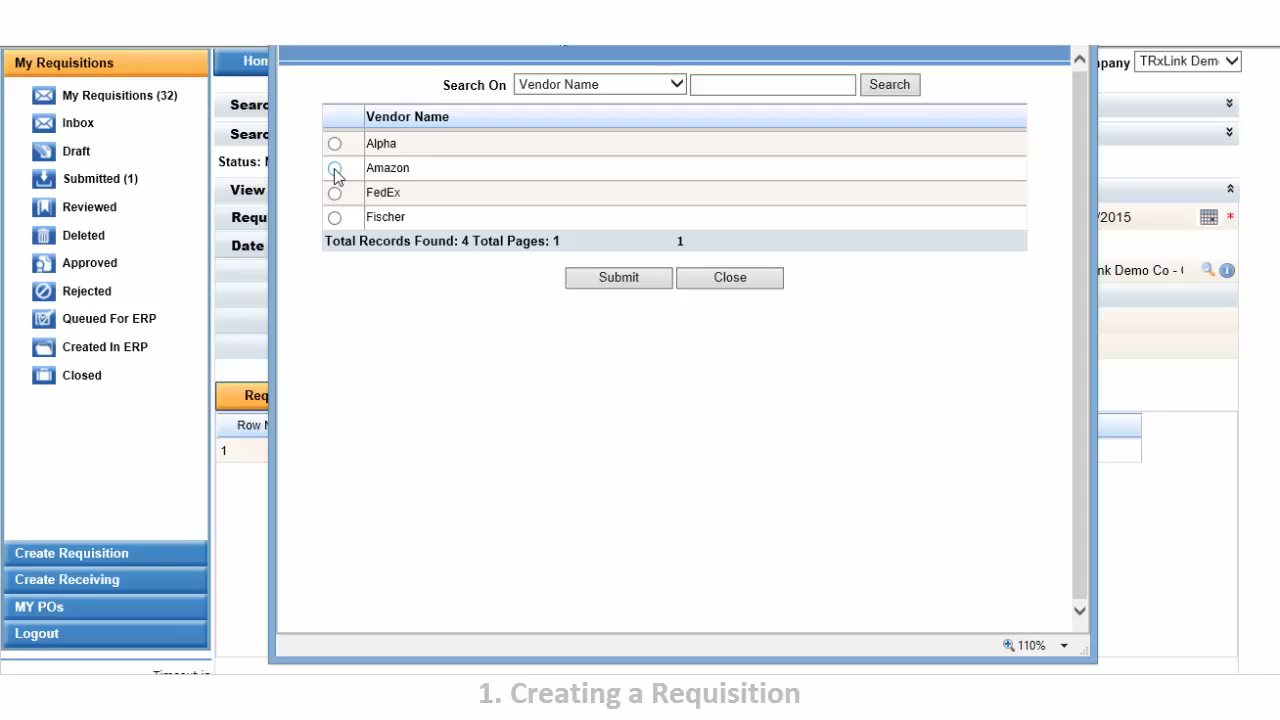 My Requisitions
My Requisitions (32)
Inbox
Draft
Submitted (1)
Reviewed
Deleted
Approved
Rejected
Queued For ERP
Created In ERP
Closed
Create Requisition
Create Receiving
MY POs
Logout
Status:
View
Date
Row
1
Search On Vendor Name Search
Vendor Name
Alpha
Amazon
FedEx
Fischer
Total Records Found: 4 Total Pages: 1 1
Submit Close
110%
TRxLink
/2015 *
Demo Co -
1. Creating a Requisition